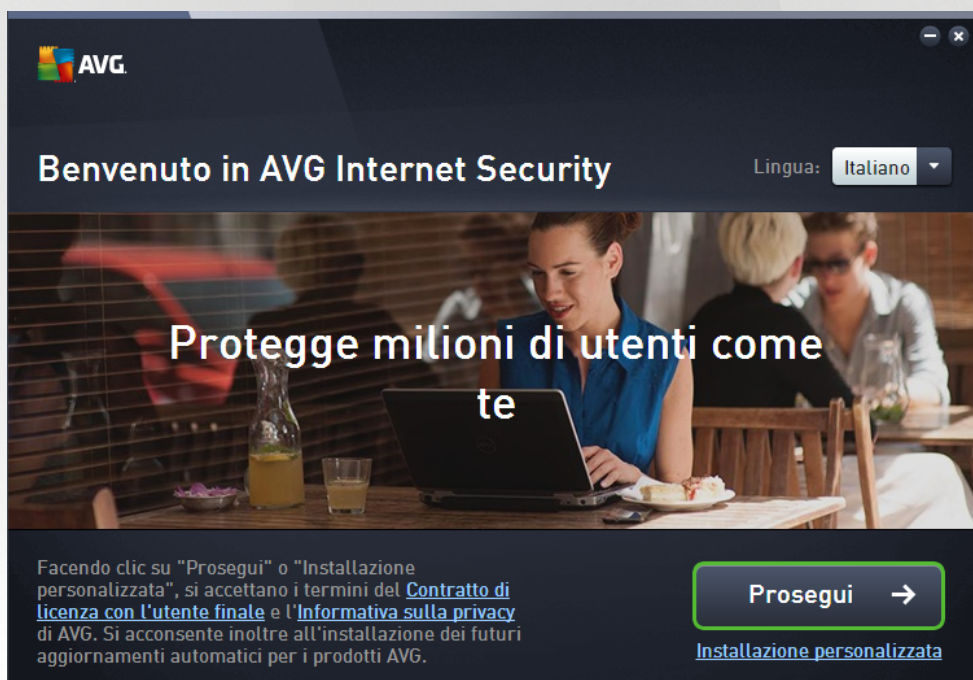 AVG.
Benvenuto in AVG Internet Security
Lingua:
Italiano
Protegge milioni di utenti come
te
Facendo clic su "Prosegui" o "Installazione
personalizzata", si accettano i termini del Contratto di
licenza con l'utente finale e l'Informativa sulla privacy
di AVG. Si acconsente inoltre all'installazione dei futuri
aggiornamenti automatici per i prodotti AVG.
Prosegui
Installazione personalizzata